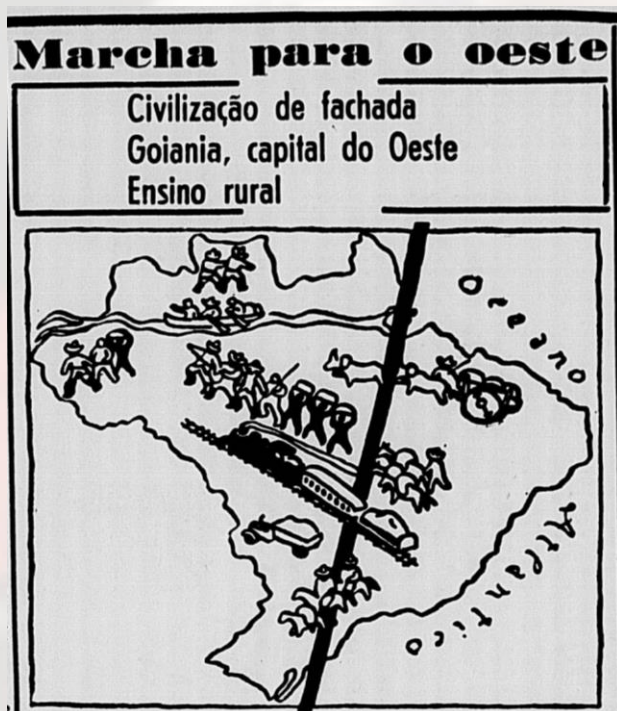 Marcha para o oeste
Civilização de fachada
Goiania, capital do Oeste
Ensino rural
Oceano
Atlantico